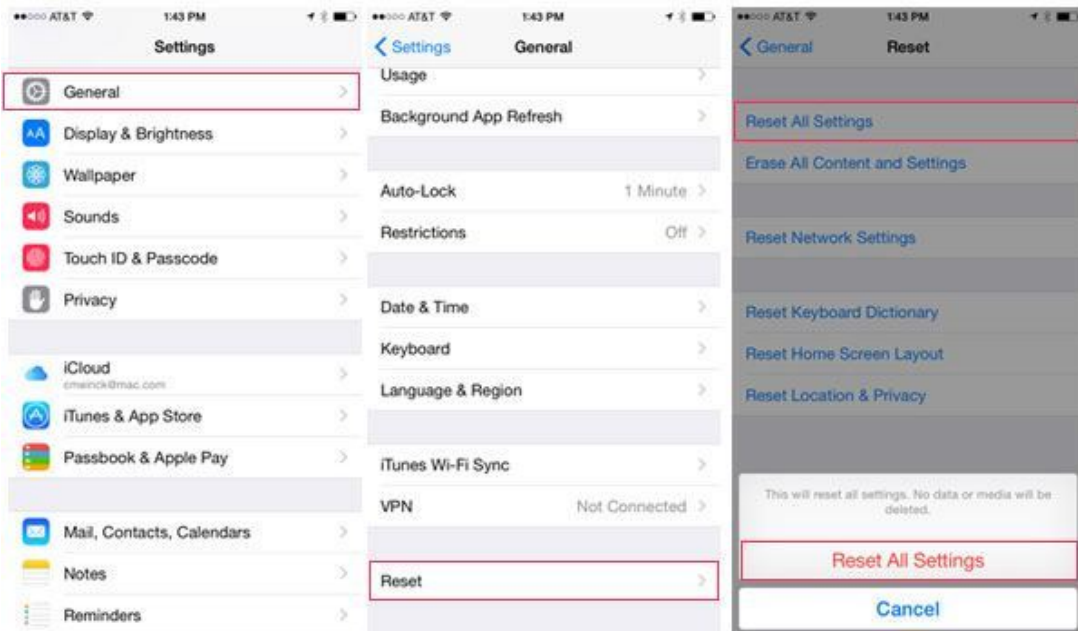 AT&T 1:43 PM
Settings
General
Display & Brightness
Wallpaper
Sounds
Touch ID & Passcode
Privacy
iCloud
cmeinck@mac.com
iTunes & App Store
Passbook & Apple Pay
Mail, Contacts, Calendars
Notes
Reminders
AT&T 1:43 PM
Settings General
Usage
Background App Refresh
Auto-Lock 1 Minute
Restrictions Off
Date & Time
Keyboard
Language & Region
iTunes Wi-Fi Sync
VPN Not Connected
Reset
AT&T 1:43 PM
General Reset
Reset All Settings
Erase All Content and Settings
Reset Network Settings
Reset Keyboard Dictionary
Reset Home Screen Layout
Reset Location & Privacy
This will reset all settings. No data or media will be
deleted.
Reset All Settings
Cancel